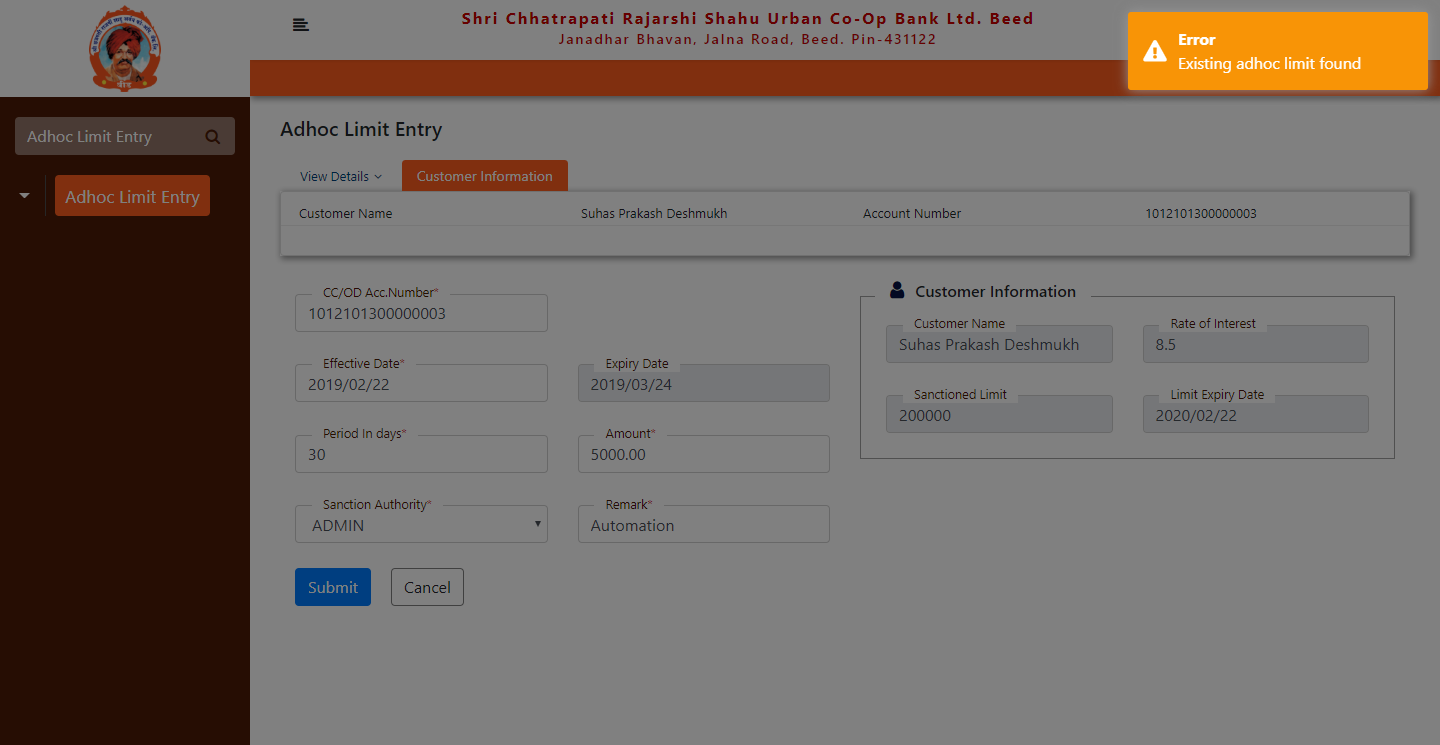 Shri Chhatrapati Rajarshi Shahu Urban Co-Op Bank Ltd. Beed
Janadhar Bhavan, Jalna Road, Beed. Pin-431122
Error
Existing adhoc limit found
Adhoc Limit Entry
Adhoc Limit Entry
Adhoc Limit Entry
View Details
Customer Information
Customer Name Suhas Prakash Deshmukh Account Number 1012101300000003
CC/OD Acc.Number*
1012101300000003
Effective Date*
2019/02/22
Expiry Date
2019/03/24
Period In days*
30
Amount*
5000.00
Sanction Authority*
ADMIN
Remark*
Automation
Submit
Cancel
Customer Information
Customer Name
Suhas Prakash Deshmukh
Rate of Interest
8.5
Sanctioned Limit
200000
Limit Expiry Date
2020/02/22